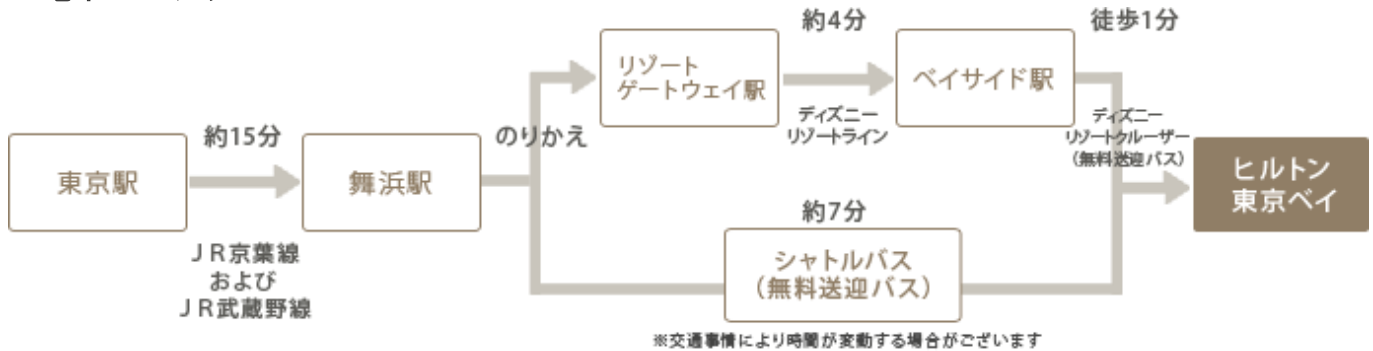 東京駅
約15分
JR京葉線
および
JR武蔵野線
舞浜駅
のりかえ
リゾート
ゲートウェイ駅
約4分
ディズニー
リゾートライン
ベイサイド駅
徒歩1分
ディズニー
リゾートクルーザー
(無料送迎バス)
約7分
シャトルバス
(無料送迎バス)
※交通事情により時間が変動する場合がございます
ヒルトン
東京ベイ